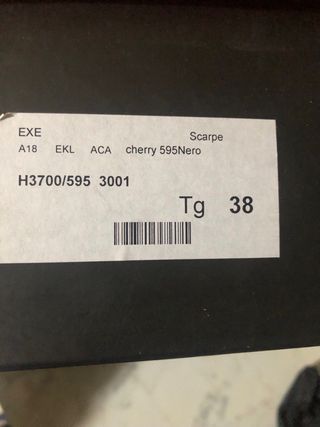 EXE Scarpe
A18 EKL ACA cherry 595Nero
H3700/595 3001
Tg 38